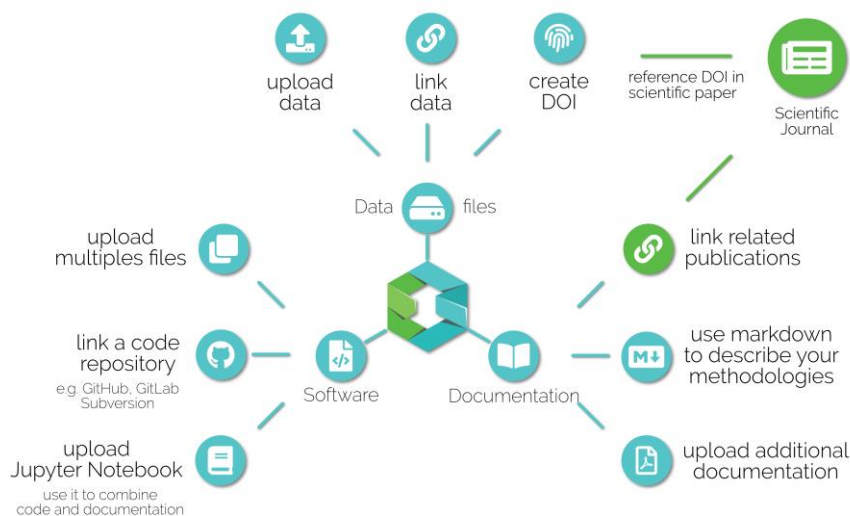 upload
data
link
data
create
DOI
reference DOI in
scientific paper
Scientific
Journal
Data
files
upload
multiples files
link related
publications
link a code
repository
e.g. GitHub, GitLab
Subversion
Software
Documentation
use markdown
to describe your
methodologies
M
upload
Jupyter Notebook
use it to combine
code and documentation
upload additional
documentation